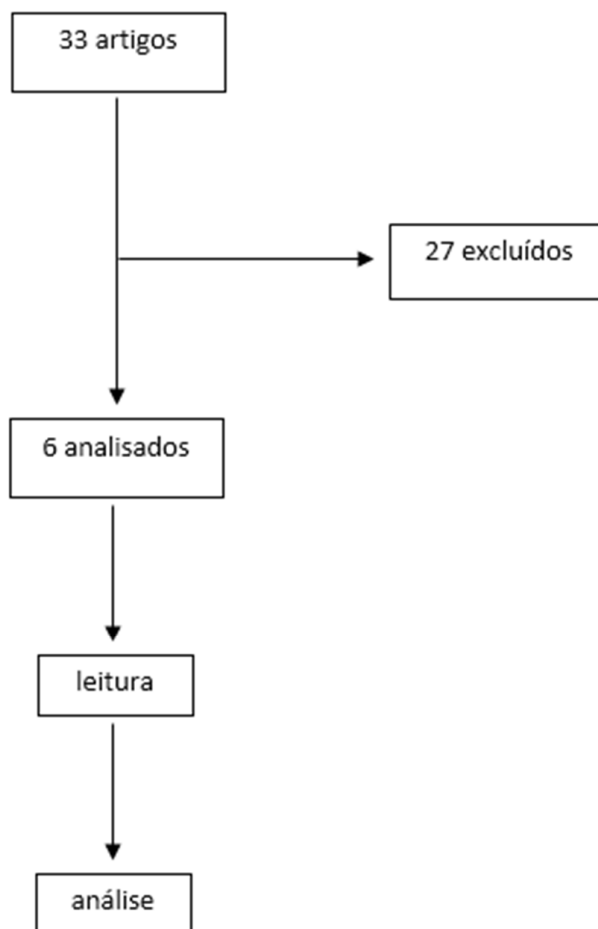 33 artigos
27 excluídos
6 analisados
leitura
análise